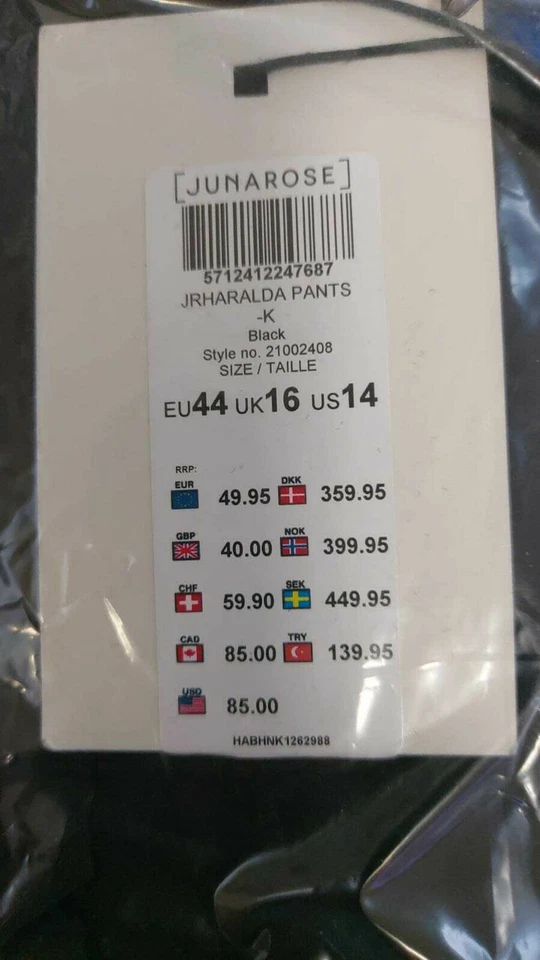 [JUNAROSE]
5712412247687
JRHARALDA PANTS
-K
Black
Style no. 21002408
SIZE / TAILLE
EU44 UK16 US14
RRP:
EUR 49.95 DKK 359.95
GBP 40.00 NOK 399.95
CHF 59.90 SEK 449.95
CAD 85.00 TRY 139.95
USD 85.00
HABHNK1262988